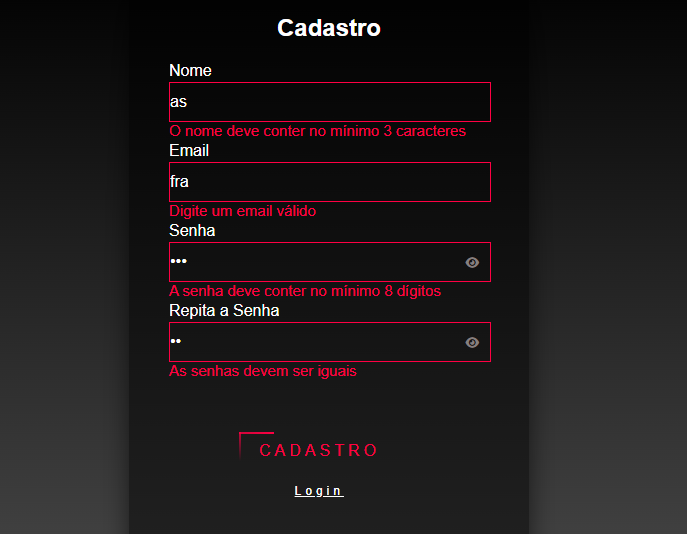 Cadastro
Nome
as
O nome deve conter no mínimo 3 caracteres
Email
fra
Digite um email válido
Senha
•••
A senha deve conter no mínimo 8 dígitos
Repita a Senha
••
As senhas devem ser iguais
CADASTRO
Login